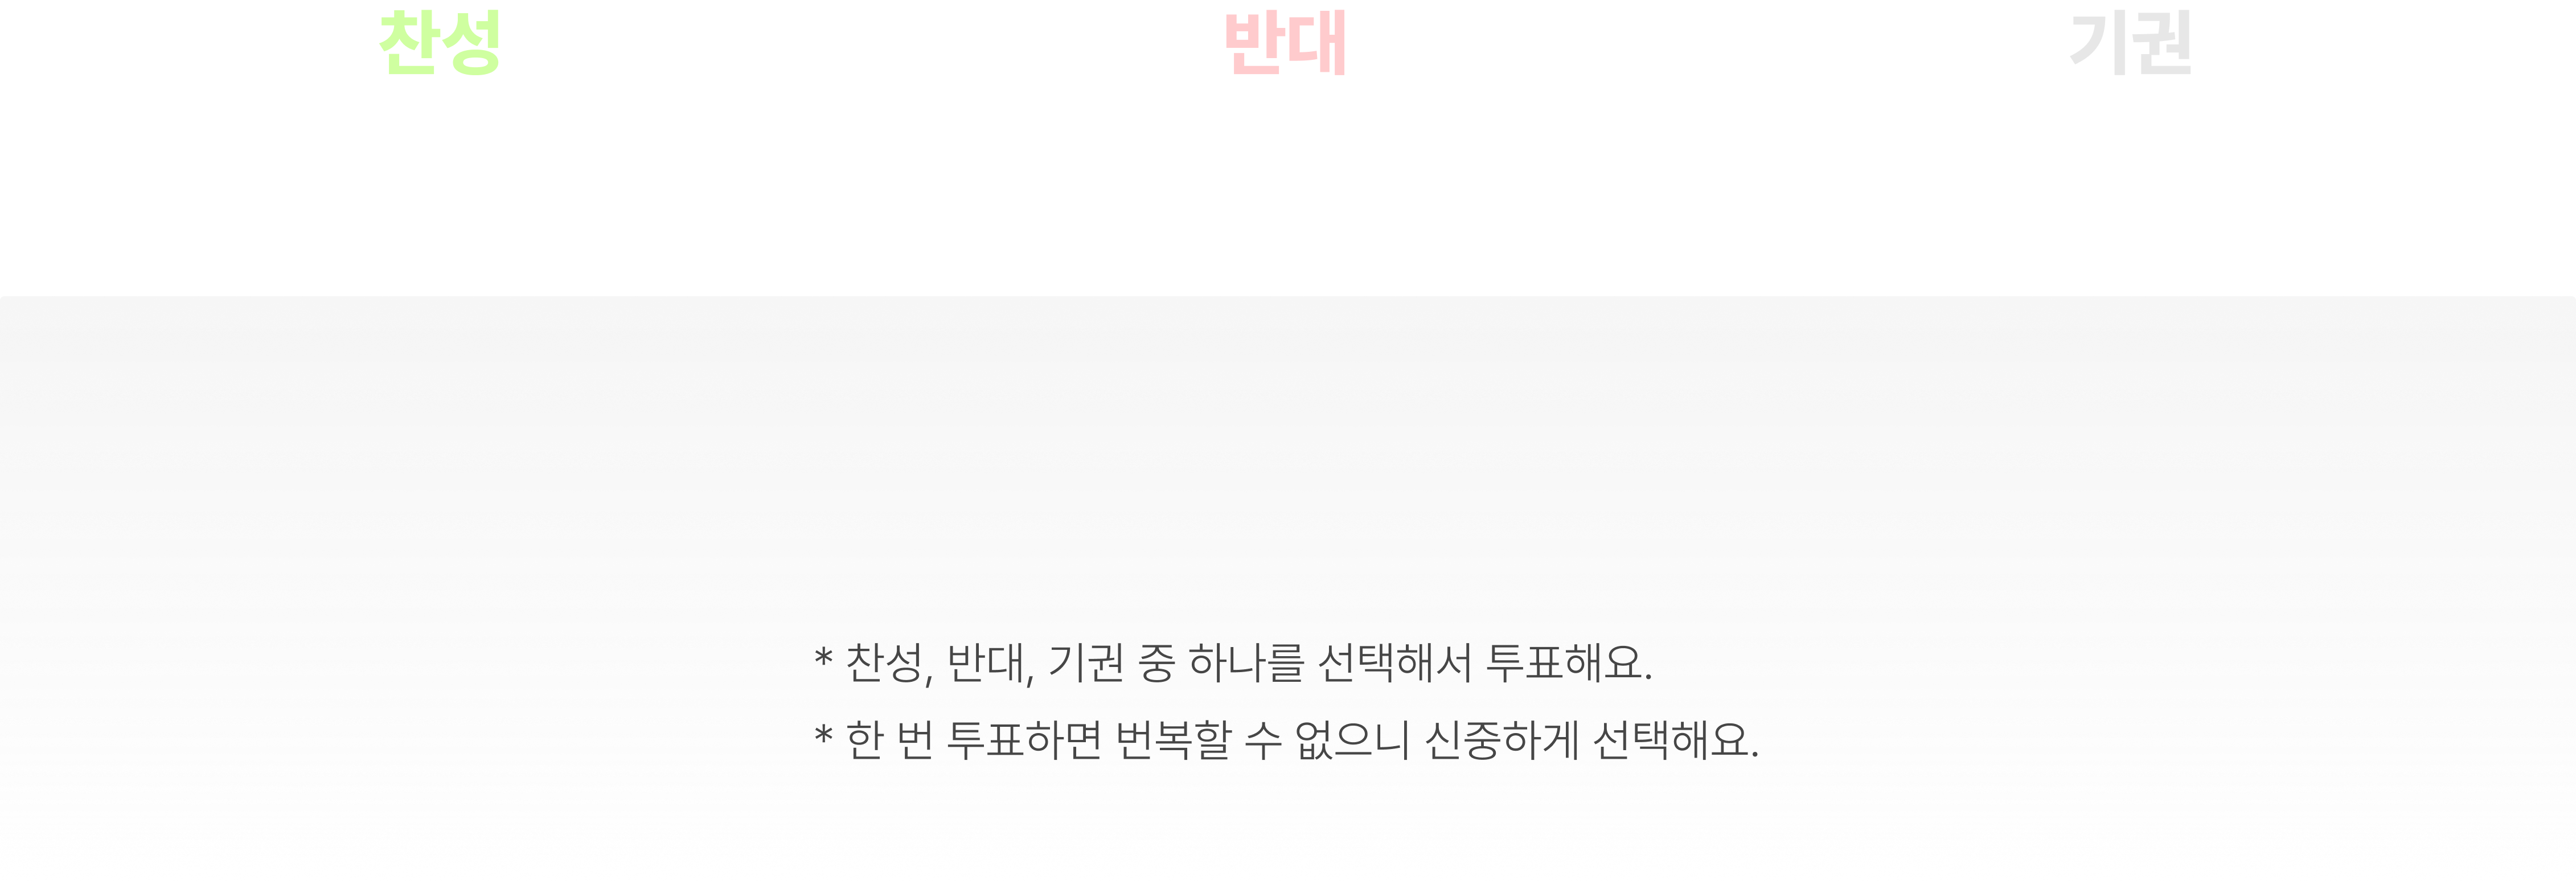 찬성
반대
기권
* 찬성, 반대, 기권 중 하나를 선택해서 투표해요.
* 한 번 투표하면 번복할 수 없으니 신중하게 선택해요.